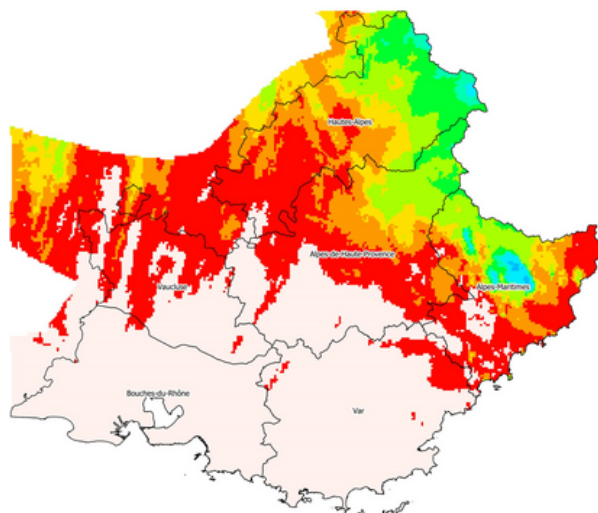 Hautes-Alpes
Alpes de Haute-Provence
Alpes-Maritimes
Vaucluse
Bouches-du-Rhône
Var